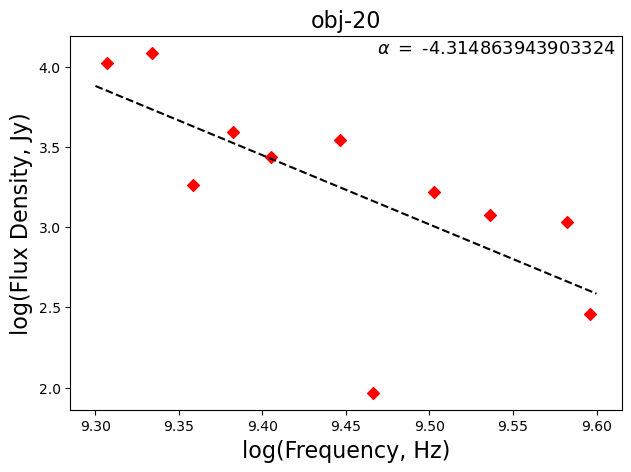 obj-20
α = -4.314863943903324
log(Flux Density, Jy)
4.0
3.5
3.0
2.5
2.0
9.30 9.35 9.40 9.45 9.50 9.55 9.60
log(Frequency, Hz)